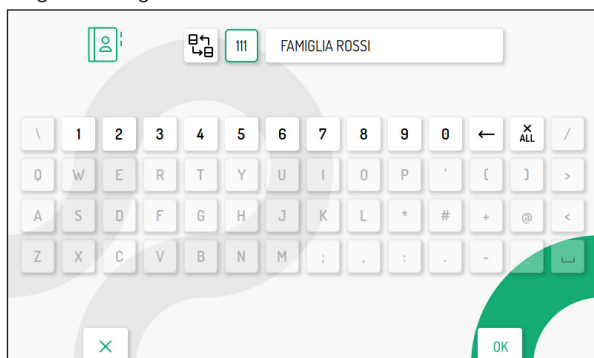 111 FAMIGLIA ROSSI
\ 1 2 3 4 5 6 7 8 9 0 ← X ALL /
Q W E R T Y U I O P ' ( ) >
A S D F G H J K L * # + @ <
Z X C V B N M ; , : . -
X OK